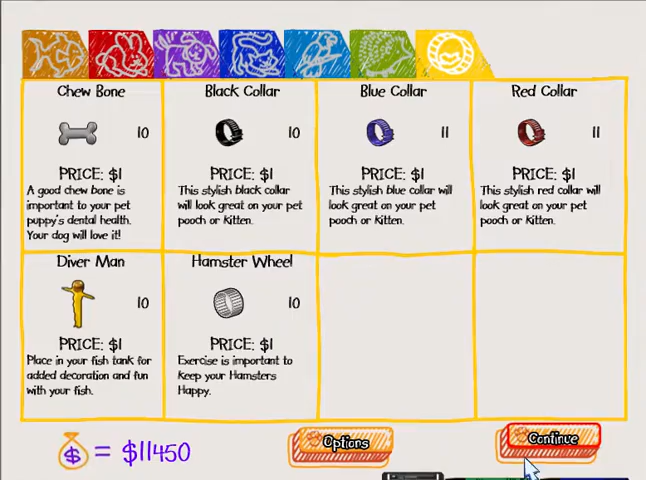 Chew Bone
10
PRICE: $1
A good chew bone is
important to your pet
puppy's dental health.
Your dog will love it!
Black Collar
10
PRICE: $1
This stylish black collar
will look great on your pet
pooch or kitten.
Blue Collar
11
PRICE: $1
This stylish blue collar will
look great on your pet
pooch or kitten.
Red Collar
11
PRICE: $1
This stylish red collar will
look great on your pet
pooch or kitten.
Diver Man
10
PRICE: $1
Place in your fish tank for
added decoration and fun
with your fish.
Hamster Wheel
10
PRICE: $1
Exercise is important to
keep your Hamsters
Happy.
$ = $11450
Options
Continue